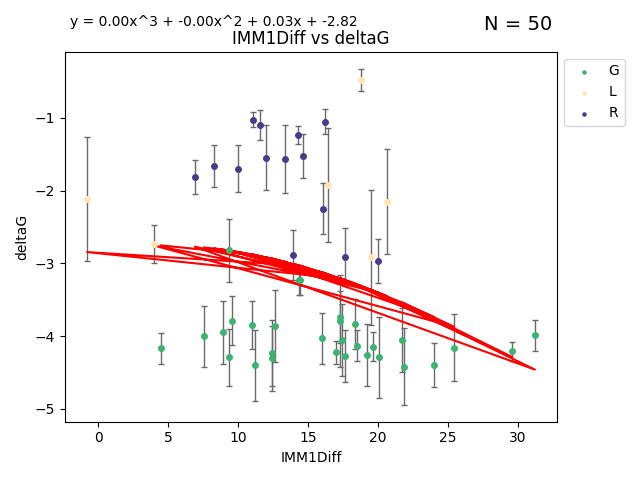 y = 0.00x^3 + -0.00x^2 + 0.03x + -2.82
N = 50
IMM1Diff vs deltaG
G
L
R
deltaG
−1
−2
−3
−4
−5
0 5 10 15 20 25 30
IMM1Diff